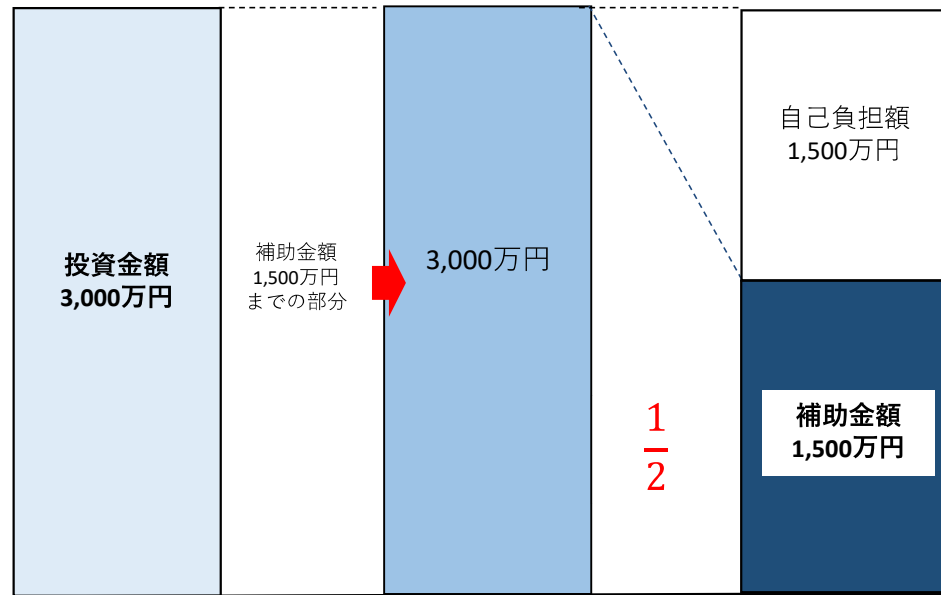 投資金額
3,000万円
補助金額
1,500万円
までの部分
3,000万円
1
2
自己負担額
1,500万円
補助金額
1,500万円